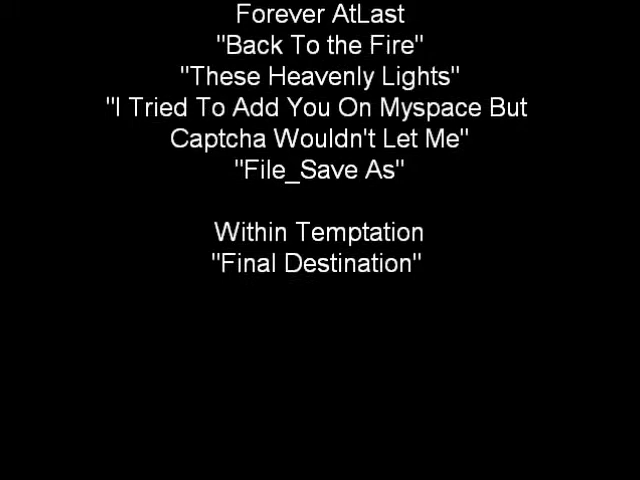 Forever AtLast
"Back To the Fire"
"These Heavenly Lights"
"I Tried To Add You On Myspace But
Captcha Wouldn't Let Me"
"File_Save As"
Within Temptation
"Final Destination"